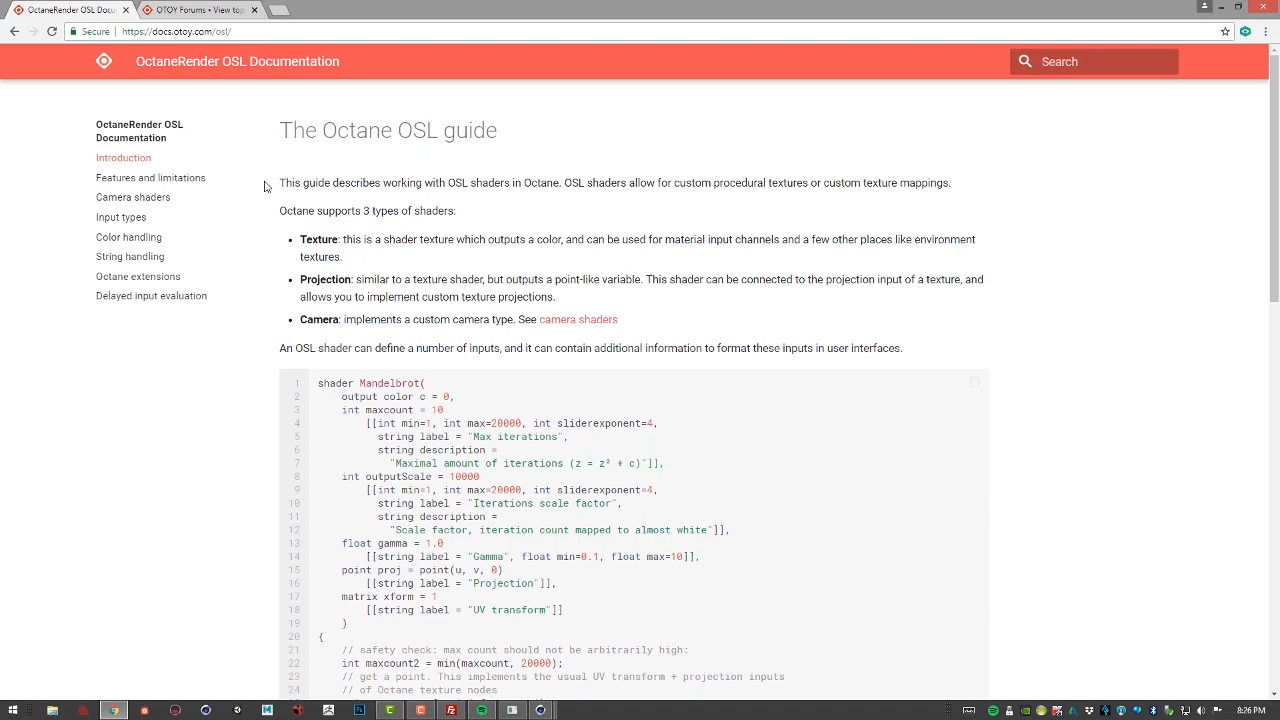 OctaneRender OSL Docu
OTOY Forums • View top
Secure
https://docs.otoy.com/osl/
OctaneRender OSL Documentation
Search
OctaneRender OSL
Documentation
Introduction
Features and limitations
Camera shaders
Input types
Color handling
String handling
Octane extensions
Delayed input evaluation
The Octane OSL guide
This guide describes working with OSL shaders in Octane. OSL shaders allow for custom procedural textures or custom texture mappings.
Octane supports 3 types of shaders:
• Texture: this is a shader texture which outputs a color, and can be used for material input channels and a few other places like environment
textures.
• Projection: similar to a texture shader, but outputs a point-like variable. This shader can be connected to the projection input of a texture, and
allows you to implement custom texture projections.
• Camera: implements a custom camera type. See camera shaders
An OSL shader can define a number of inputs, and it can contain additional information to format these inputs in user interfaces.
1 shader Mandelbrot(
2 output color c = 0,
3 int maxcount = 10
4 [[int min=1, int max=20000, int sliderexponent=4,
5 string label = "Max iterations",
6 string description =
7 "Maximal amount of iterations (z = z² + c)"]],
8 int outputScale = 10000
9 [[int min=1, int max=20000, int sliderexponent=4,
10 string label = "Iterations scale factor",
11 string description =
12 "Scale factor, iteration count mapped to almost white"]],
13 float gamma = 1.0
14 [[string label = "Gamma", float min=0.1, float max=10]],
15 point proj = point(u, v, 0)
16 [[string label = "Projection"]],
17 matrix xform = 1
18 [[string label = "UV transform"]]
19 )
20 {
21 // safety check: max count should not be arbitrarily high:
22 int maxcount2 = min(maxcount, 20000);
23 // get a point. This implements the usual UV transform + projection inputs
24 // of Octane texture nodes
8:26 PM